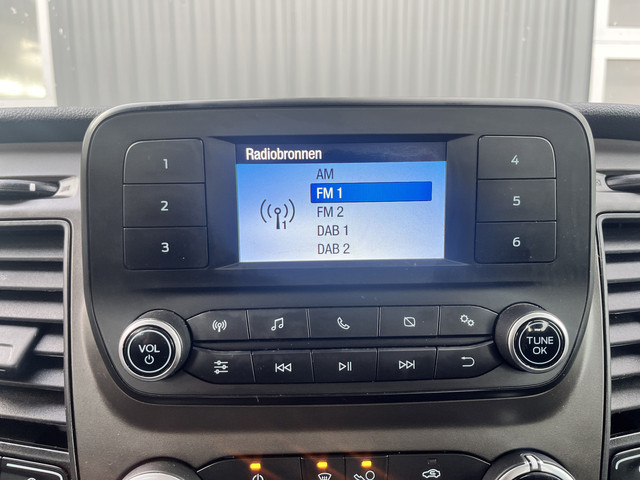 Radiobronnen
AM
FM 1
FM 2
DAB 1
DAB 2
1
1
2
3
4
5
6
VOL
TUNE
OK